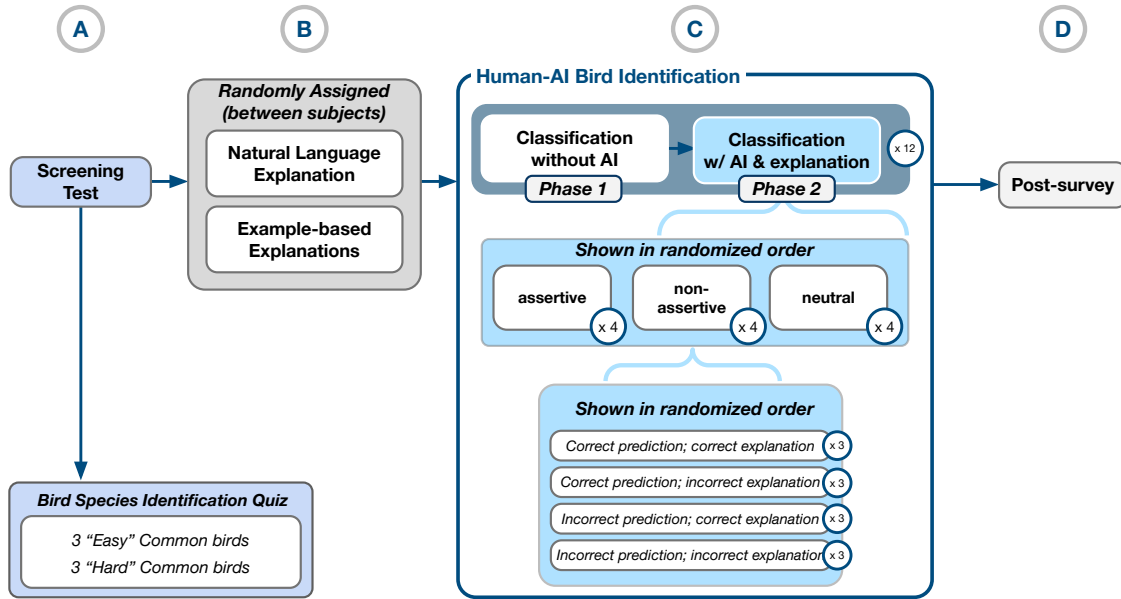 A
B
C
D
Screening
Test
Randomly Assigned
(between subjects)
Natural Language
Explanation
Example-based
Explanations
Human-AI Bird Identification
Classification
without AI
Phase 1
Classification
w/ AI & explanation
Phase 2
x 12
Shown in randomized order
assertive
x 4
non-
assertive
x 4
neutral
x 4
Shown in randomized order
Correct prediction; correct explanation
x 3
Correct prediction; incorrect explanation
x 3
Incorrect prediction; correct explanation
x 3
Incorrect prediction; incorrect explanation
x 3
Post-survey
Bird Species Identification Quiz
3 “Easy” Common birds
3 “Hard” Common birds